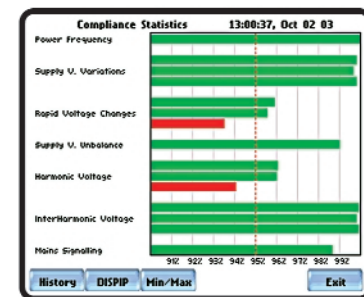 Compliance Statistics 13:00:37, Oct 02 03
Power Frequency
Supply V. Variations
Rapid Voltage Changes
Supply V. Unbalance
Harmonic Voltage
InterHarmonic Voltage
Mains Signalling
91% 92% 93% 94% 95% 96% 97% 98% 99%
History DISPIP Min/Max Exit